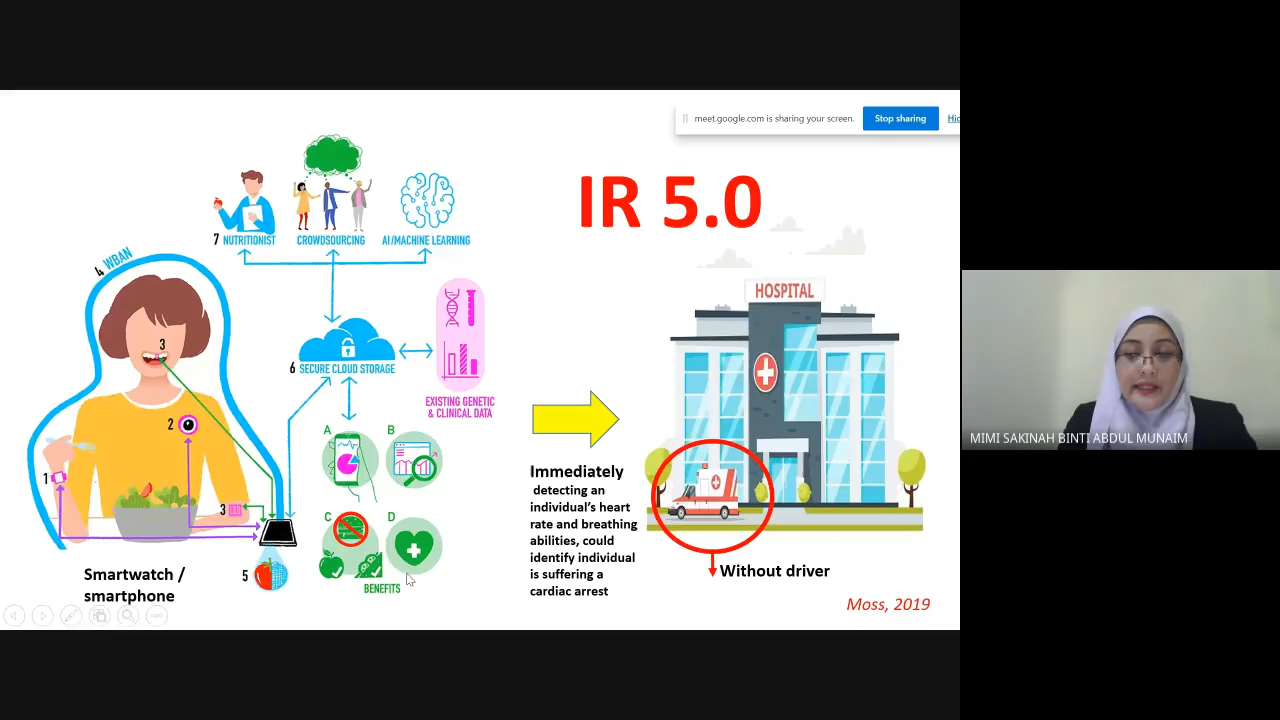 meet.google.com is sharing your screen.
Stop sharing
IR 5.0
7 NUTRITIONIST
CROWDSOURCING
AI/MACHINE LEARNING
4 WBAN
HOSPITAL
3
6 SECURE CLOUD STORAGE
EXISTING GENETIC
& CLINICAL DATA
2
A
B
1
3
C
D
5
BENEFITS
Smartwatch /
smartphone
Immediately
detecting an
individual's heart
rate and breathing
abilities, could
identify individual
is suffering a
cardiac arrest
Without driver
Moss, 2019
MIMI SAKINAH BINTI ABDUL MUNAIM